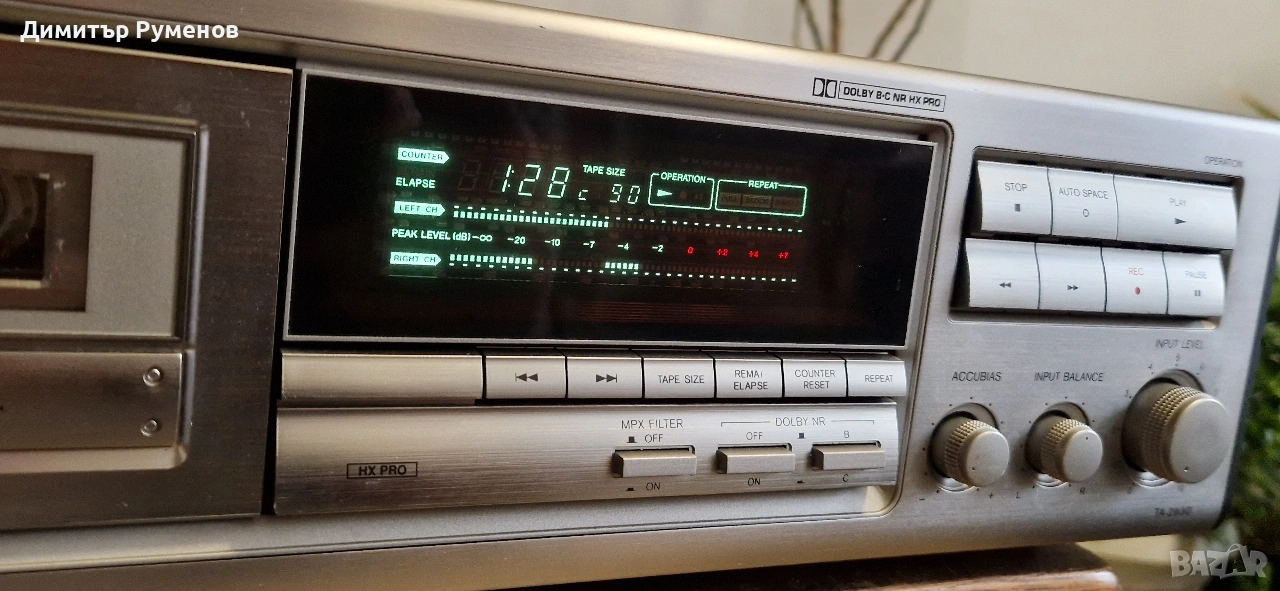 Димитър Руменов
DOLBY B·C NR HX PRO
COUNTER
1:28 c 90
TAPE SIZE
OPERATION
REPEAT
ELAPSE
LEFT CH
PEAK LEVEL (dB) -∞ -20 -10 -7 -4 -2 0 +2 +4 +7
RIGHT CH
OPERATION
STOP
AUTO SPACE
PLAY
REC
PAUSE
TAPE SIZE
REMA/
ELAPSE
COUNTER
RESET
REPEAT
MPX FILTER
OFF
ON
DOLBY NR
OFF
ON
B
C
HX PRO
ACCUBIAS
- +
INPUT BALANCE
L R
INPUT LEVEL
BAZAR